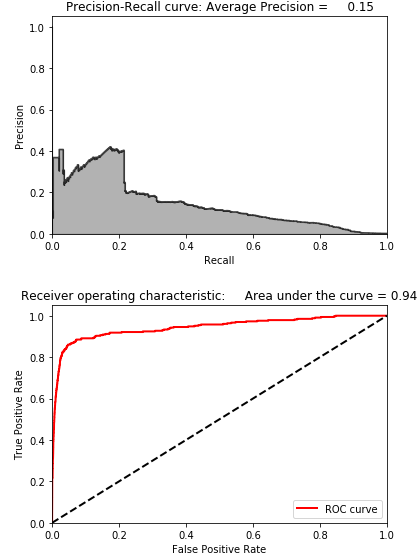 Precision-Recall curve: Average Precision = 0.15
1.0
0.8
0.6
0.4
0.2
0.0
Precision
0.0 0.2 0.4 0.6 0.8 1.0
Recall
Receiver operating characteristic: Area under the curve = 0.94
1.0
0.8
0.6
0.4
0.2
0.0
True Positive Rate
ROC curve
0.0 0.2 0.4 0.6 0.8 1.0
False Positive Rate